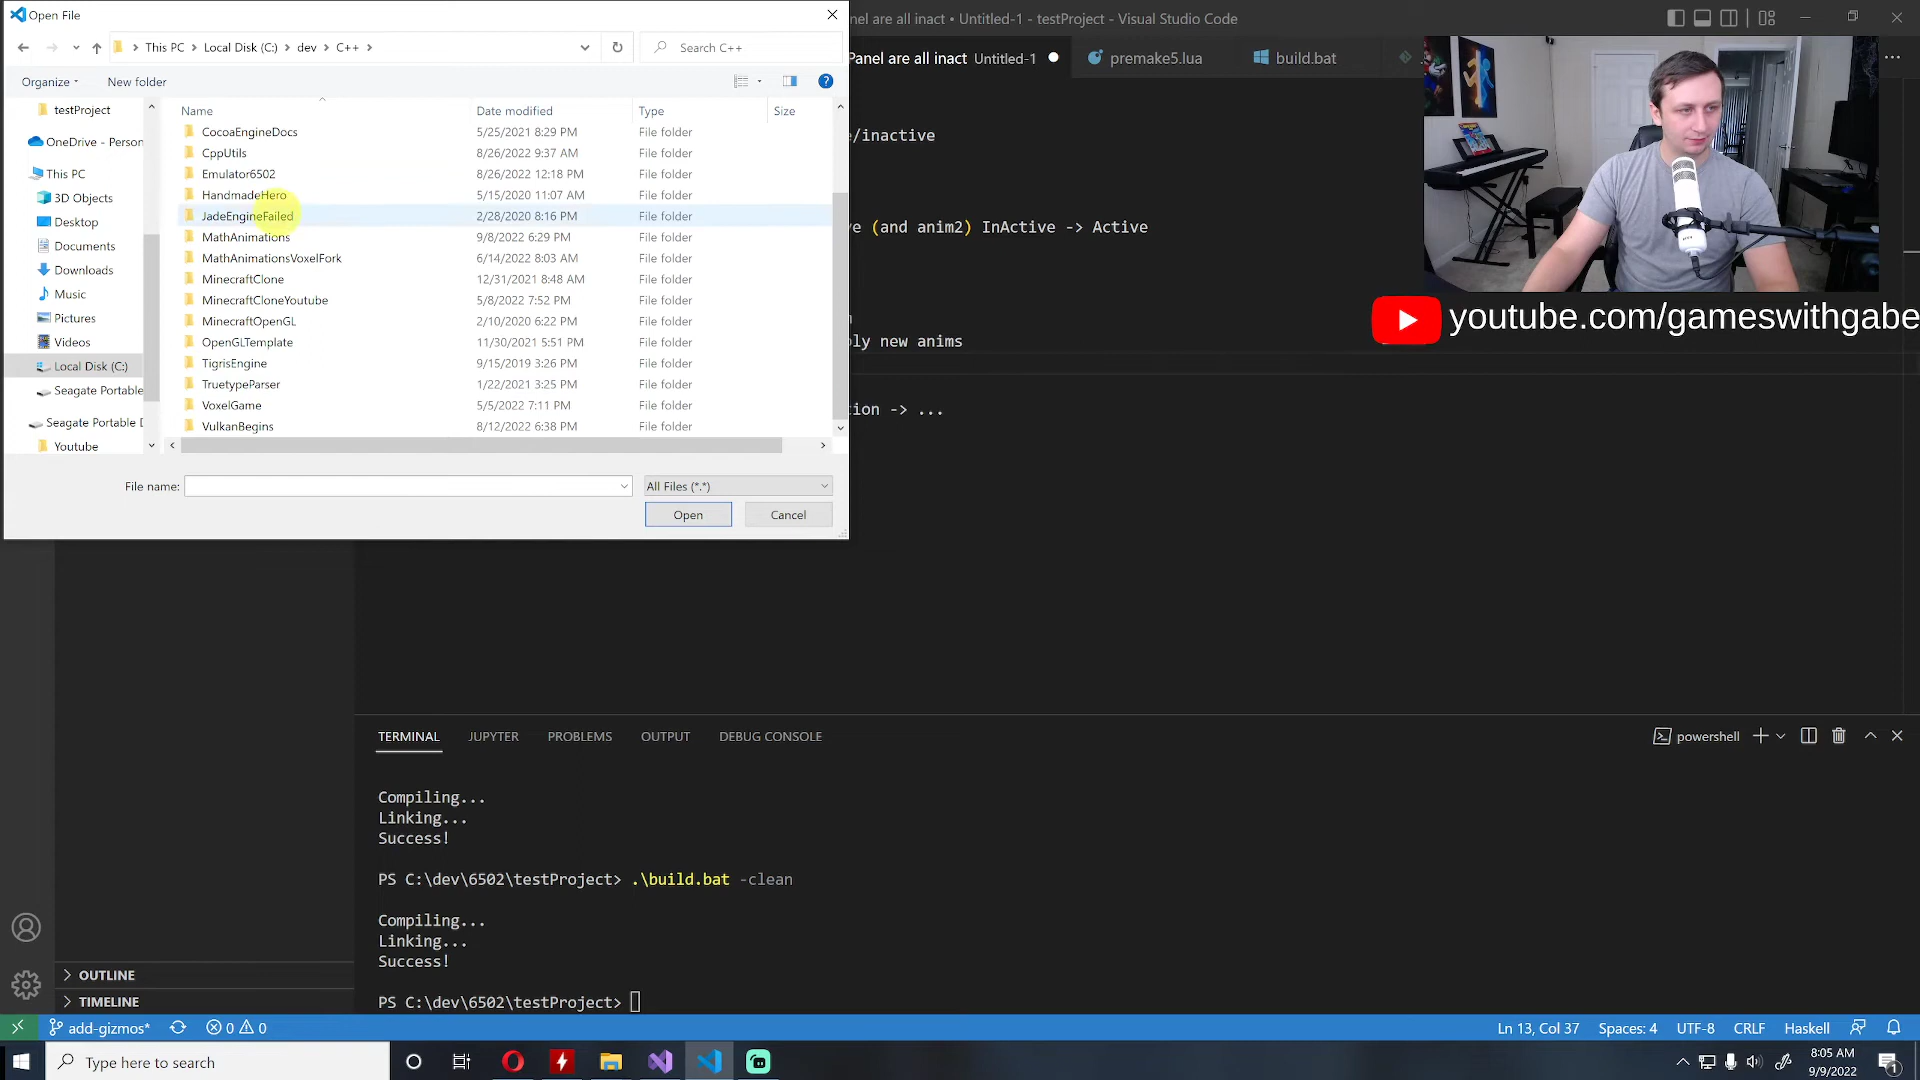 Open File
This PC > Local Disk (C:) > dev > C++ >
Search C++
Organize
New folder
Name Date modified Type Size
testProject
OneDrive - Person
This PC
3D Objects
Desktop
Documents
Downloads
Music
Pictures
Videos
Local Disk (C:)
Seagate Portable
Seagate Portable D
Youtube
CocoaEngineDocs 5/25/2021 8:29 PM File folder
CppUtils 8/26/2022 9:37 AM File folder
Emulator6502 8/26/2022 12:18 PM File folder
HandmadeHero 5/15/2020 11:07 AM File folder
JadeEngineFailed 2/28/2020 8:16 PM File folder
MathAnimations 9/8/2022 6:29 PM File folder
MathAnimationsVoxelFork 6/14/2022 8:03 AM File folder
MinecraftClone 12/31/2021 8:48 AM File folder
MinecraftCloneYoutube 5/8/2022 7:52 PM File folder
MinecraftOpenGL 2/10/2020 6:22 PM File folder
OpenGLTemplate 11/30/2021 5:51 PM File folder
TigrisEngine 9/15/2019 3:26 PM File folder
TruetypeParser 1/22/2021 3:25 PM File folder
VoxelGame 5/5/2022 7:11 PM File folder
VulkanBegins 8/12/2022 6:38 PM File folder
File name:
All Files (*.*)
Open
Cancel
nel are all inact • Untitled-1 - testProject - Visual Studio Code
Panel are all inact Untitled-1
premake5.lua
build.bat
e/inactive
ve (and anim2) InActive -> Active
n
ply new anims
tion -> ...
youtube.com/gameswithgabe
TERMINAL JUPYTER PROBLEMS OUTPUT DEBUG CONSOLE
powershell
Compiling...
Linking...
Success!
PS C:\dev\6502\testProject> .\build.bat -clean
Compiling...
Linking...
Success!
PS C:\dev\6502\testProject>
OUTLINE
TIMELINE
add-gizmos*
0 0
Ln 13, Col 37 Spaces: 4 UTF-8 CRLF Haskell
Type here to search
8:05 AM
9/9/2022
1